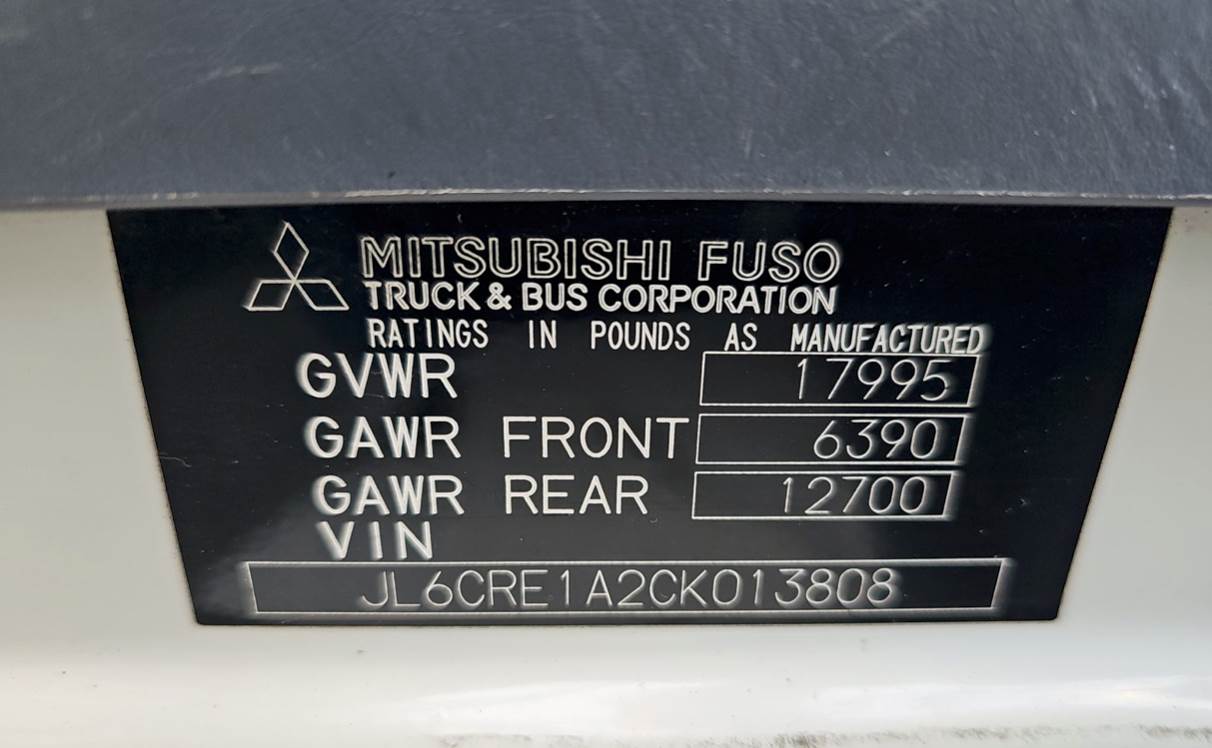 MITSUBISHI FUSO
TRUCK & BUS CORPORATION
RATINGS IN POUNDS AS MANUFACTURED
GVWR 17995
GAWR FRONT 6390
GAWR REAR 12700
VIN
JL6CRE1A2CK013808